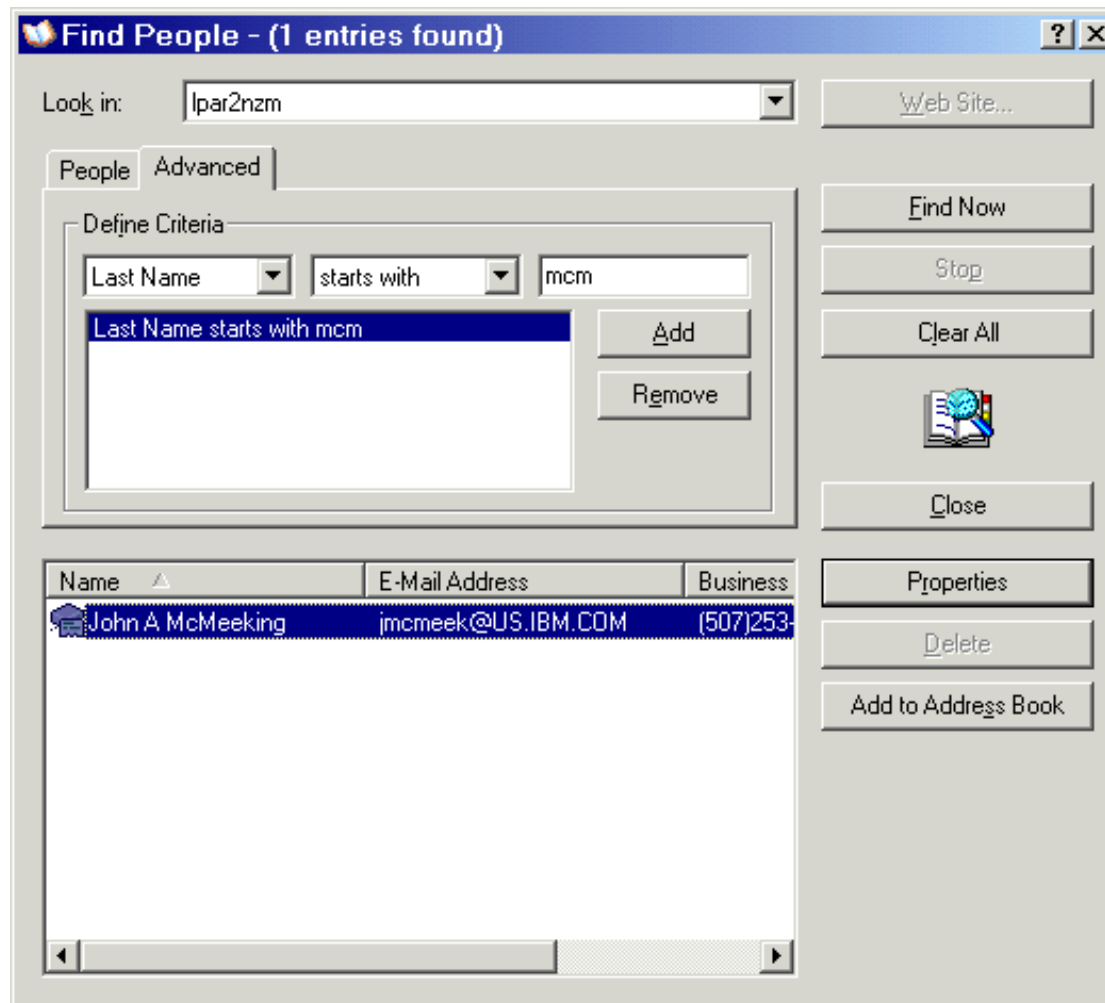 Find People - (1 entries found)
Look in: lpar2nzm Web Site...
People Advanced
Find Now
Define Criteria
Last Name starts with mcm
Stop
Last Name starts with mcm
Add
Clear All
Remove
Close
Name E-Mail Address Business
Properties
John A McMeeking jmcmeek@US.IBM.COM (507)253-
Delete
Add to Address Book